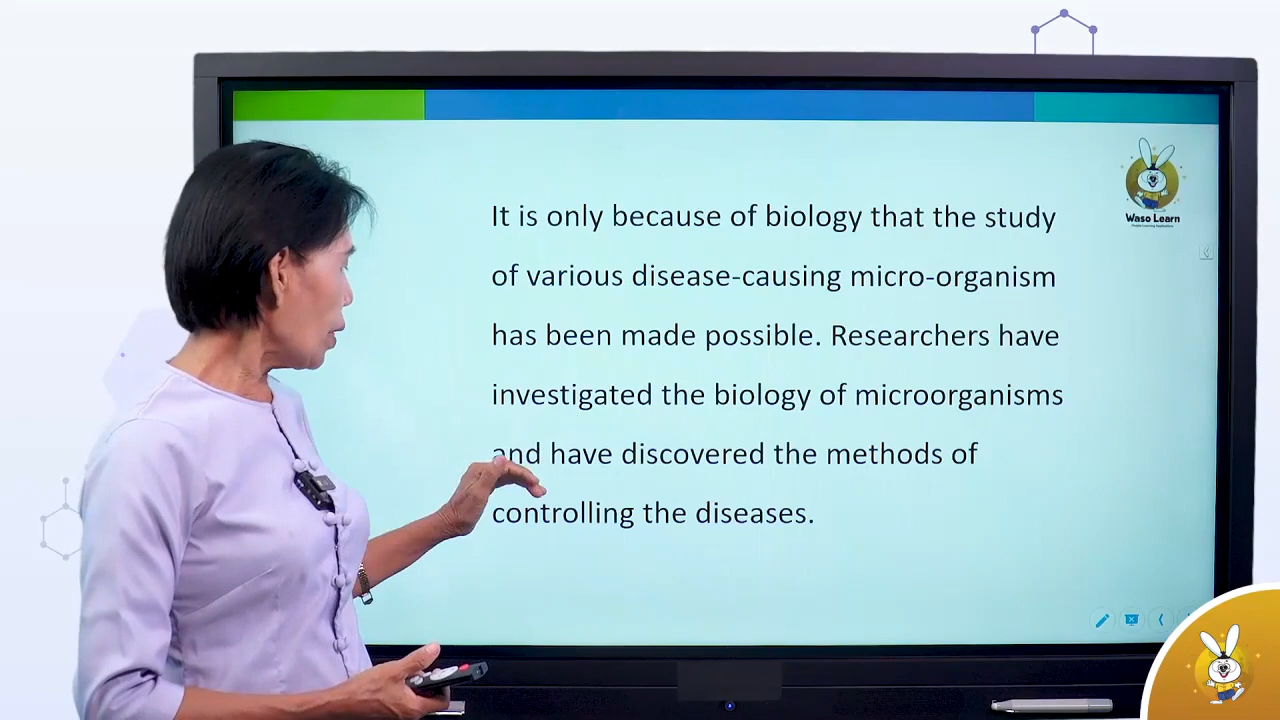 It is only because of biology that the study
of various disease-causing micro-organism
has been made possible. Researchers have
investigated the biology of microorganisms
and have discovered the methods of
controlling the diseases.
Waso Learn